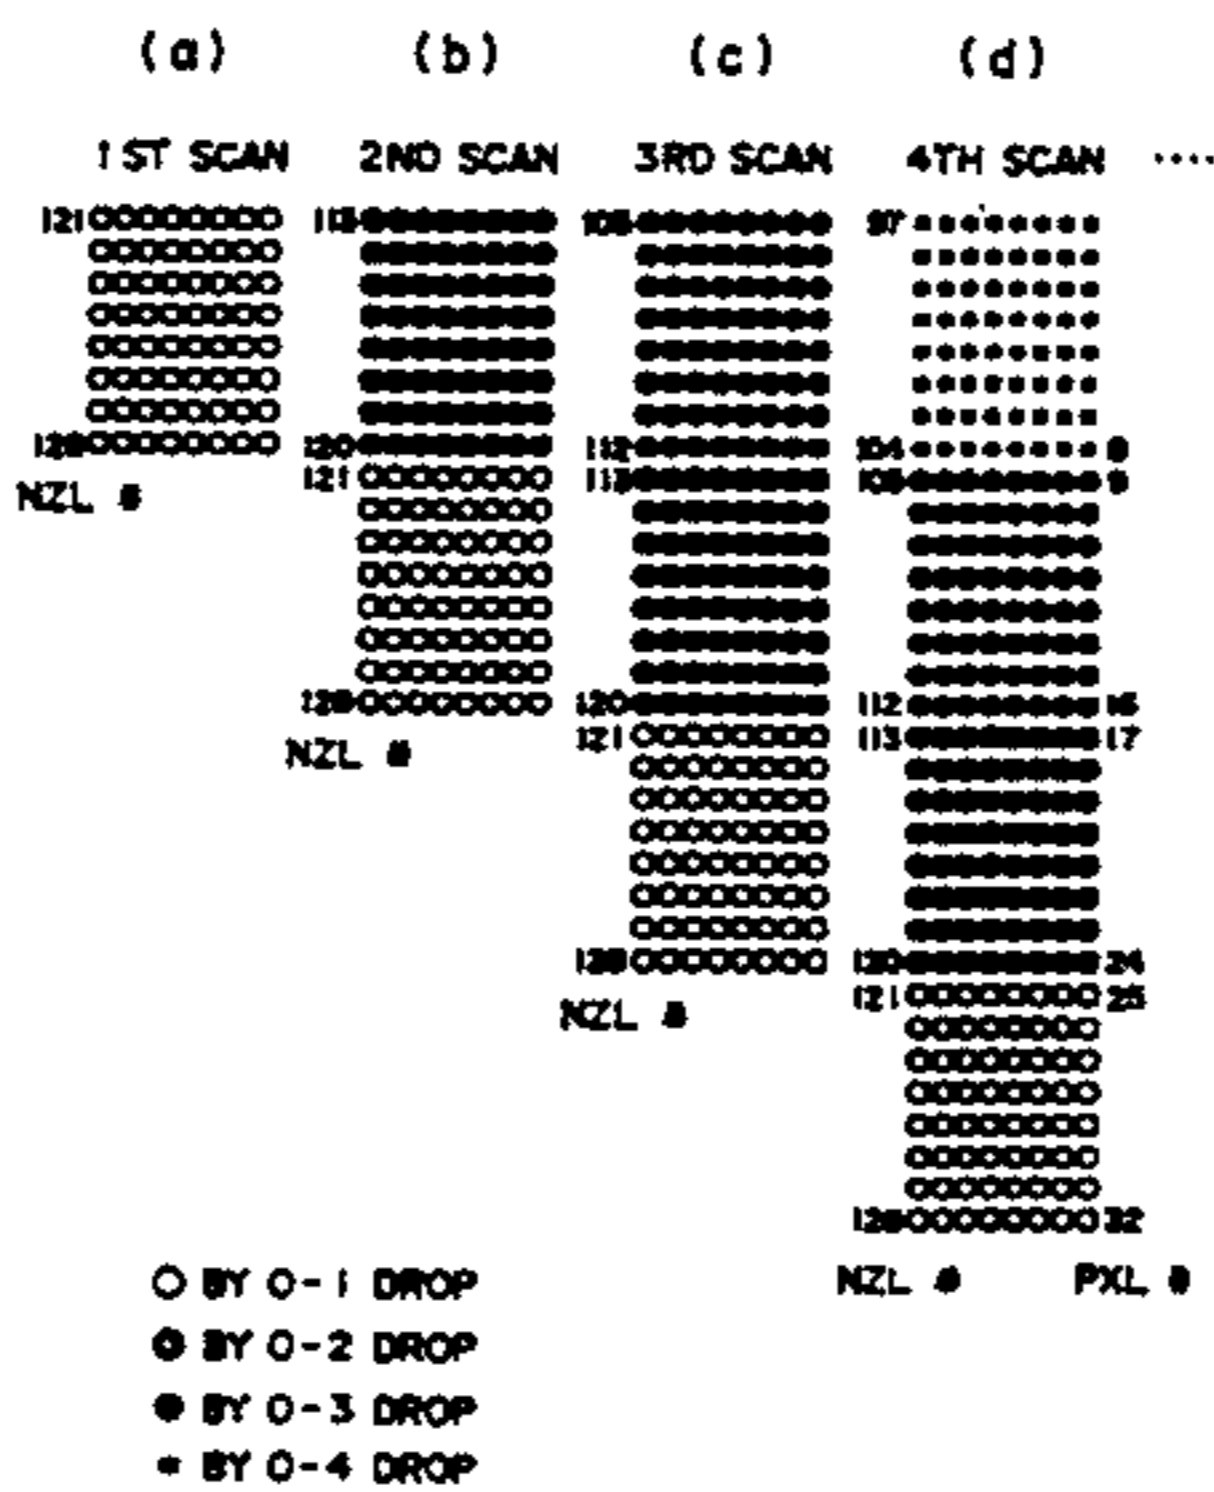 (a) (b) (c) (d)
1ST SCAN 2ND SCAN 3RD SCAN 4TH SCAN ....
121 113 105 97
128 120 112 104 8
121 113 105 9
NZL #
128 120 112 16
NZL # 121 113 17
128 120 24
NZL # 121 25
128 32
NZL # PXL #
BY 0-1 DROP
BY 0-2 DROP
BY 0-3 DROP
BY 0-4 DROP